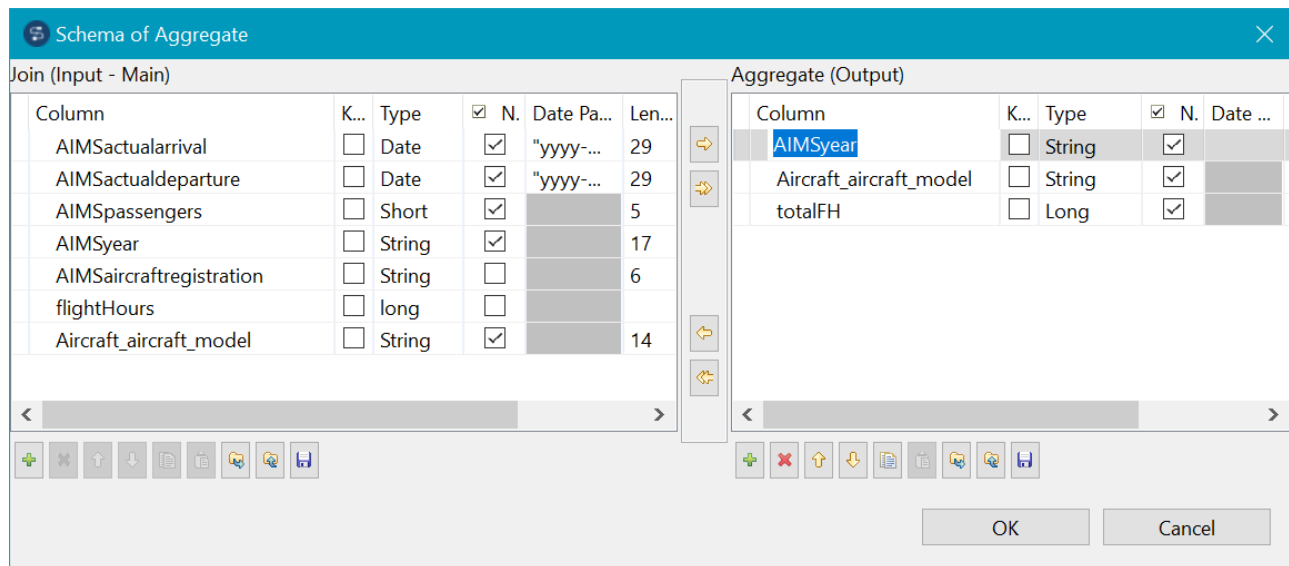 Schema of Aggregate
Join (Input - Main)
Column K... Type N. Date Pa... Len...
AIMSactualarrival Date "yyyy-... 29
AIMSactualdeparture Date "yyyy-... 29
AIMSpassengers Short 5
AIMSyear String 17
AIMSaircraftregistration String 6
flightHours long
Aircraft_aircraft_model String 14
Aggregate (Output)
Column K... Type N. Date ...
AIMSyear String
Aircraft_aircraft_model String
totalFH Long
OK Cancel